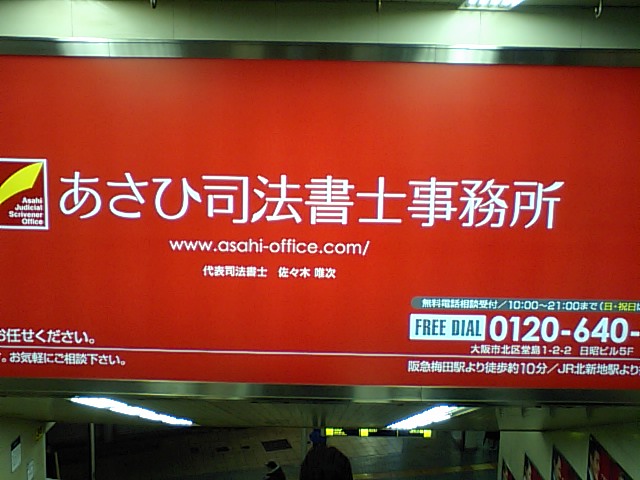 Asahi
Judicial
Scrivener
Office
あさひ司法書士事務所
www.asahi-office.com/
代表司法書士 佐々木 唯次
お任せください。
。お気軽にご相談下さい。
無料電話相談受付／10:00～21:00まで（日・祝日
FREE DIAL 0120-640-
大阪市北区堂島1-2-2 日昭ビル5F
阪急梅田駅より徒歩約10分／JR北新地駅より